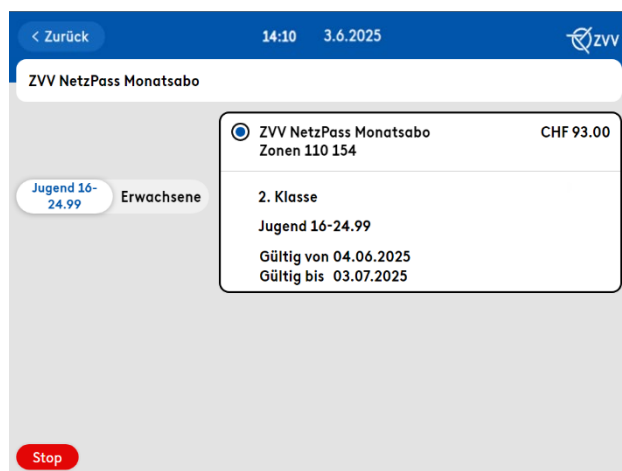 < Zurück 14:10 3.6.2025 ZVV
ZVV NetzPass Monatsabo
ZVV NetzPass Monatsabo CHF 93.00
Zonen 110 154
Jugend 16-
24.99
Erwachsene
2. Klasse
Jugend 16-24.99
Gültig von 04.06.2025
Gültig bis 03.07.2025
Stop